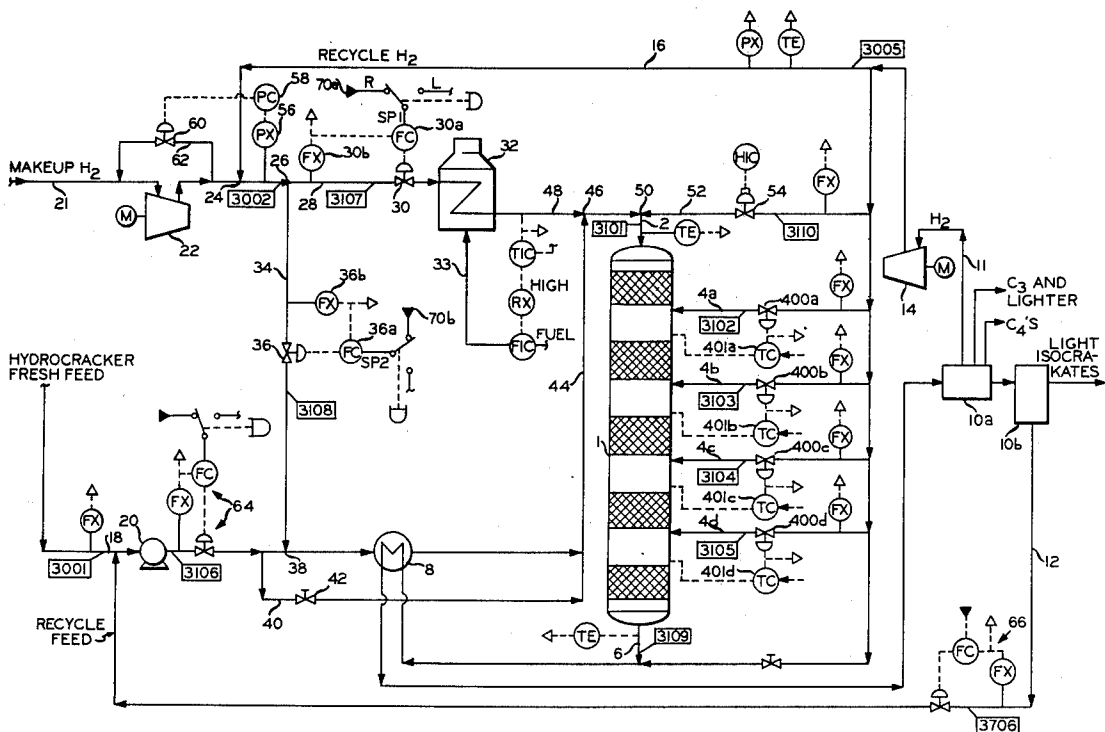 PX
TE
RECYCLE H2
16
3005
70a
R
L
PC
58
SP1
60
PX
56
FC
30a
32
62
26
FX
30b
HIC
FX
MAKEUP H2
48
46
50
52
54
21
24
3002
28
3107
30
3101
2
3110
M
22
TE
H2
34
33
TIC
11
FX
14
M
36b
4a
400a
FX
HIGH
3102
RX
C3 AND
LIGHTER
36a
70b
C4'S
36
FC
SP2
FIC
FUEL
401a
TC
FX
LIGHT
ISOCRA-
KATES
HYDROCRACKER
FRESH FEED
44
4b
400b
3103
10a
10b
3108
401b
TC
FX
1
4c
400c
3104
FC
64
401c
TC
FX
FX
FX
20
4d
400d
18
3105
3001
3106
38
8
401d
TC
12
42
40
RECYCLE
FEED
TE
6
3109
66
FC
FX
3706